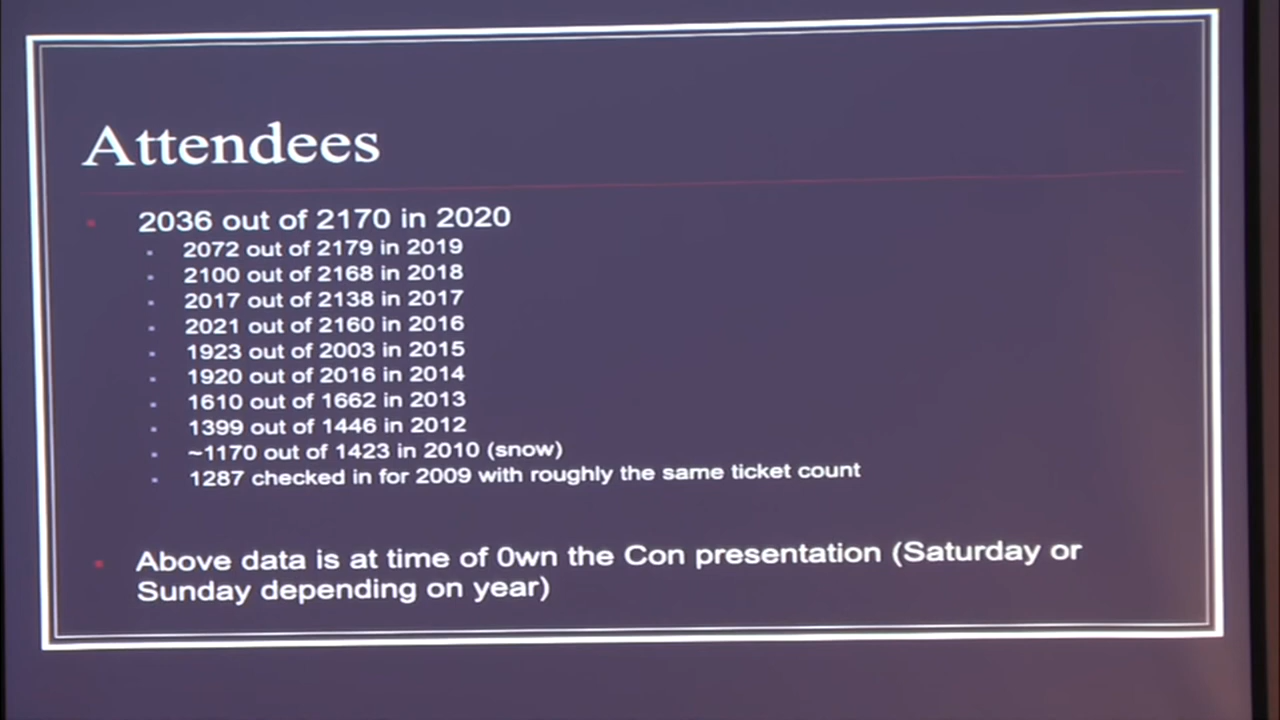 Attendees
2036 out of 2170 in 2020
2072 out of 2179 in 2019
2100 out of 2168 in 2018
2017 out of 2138 in 2017
2021 out of 2160 in 2016
1923 out of 2003 in 2015
1920 out of 2016 in 2014
1610 out of 1662 in 2013
1399 out of 1446 in 2012
~1170 out of 1423 in 2010 (snow)
1287 checked in for 2009 with roughly the same ticket count
Above data is at time of 0wn the Con presentation (Saturday or
Sunday depending on year)